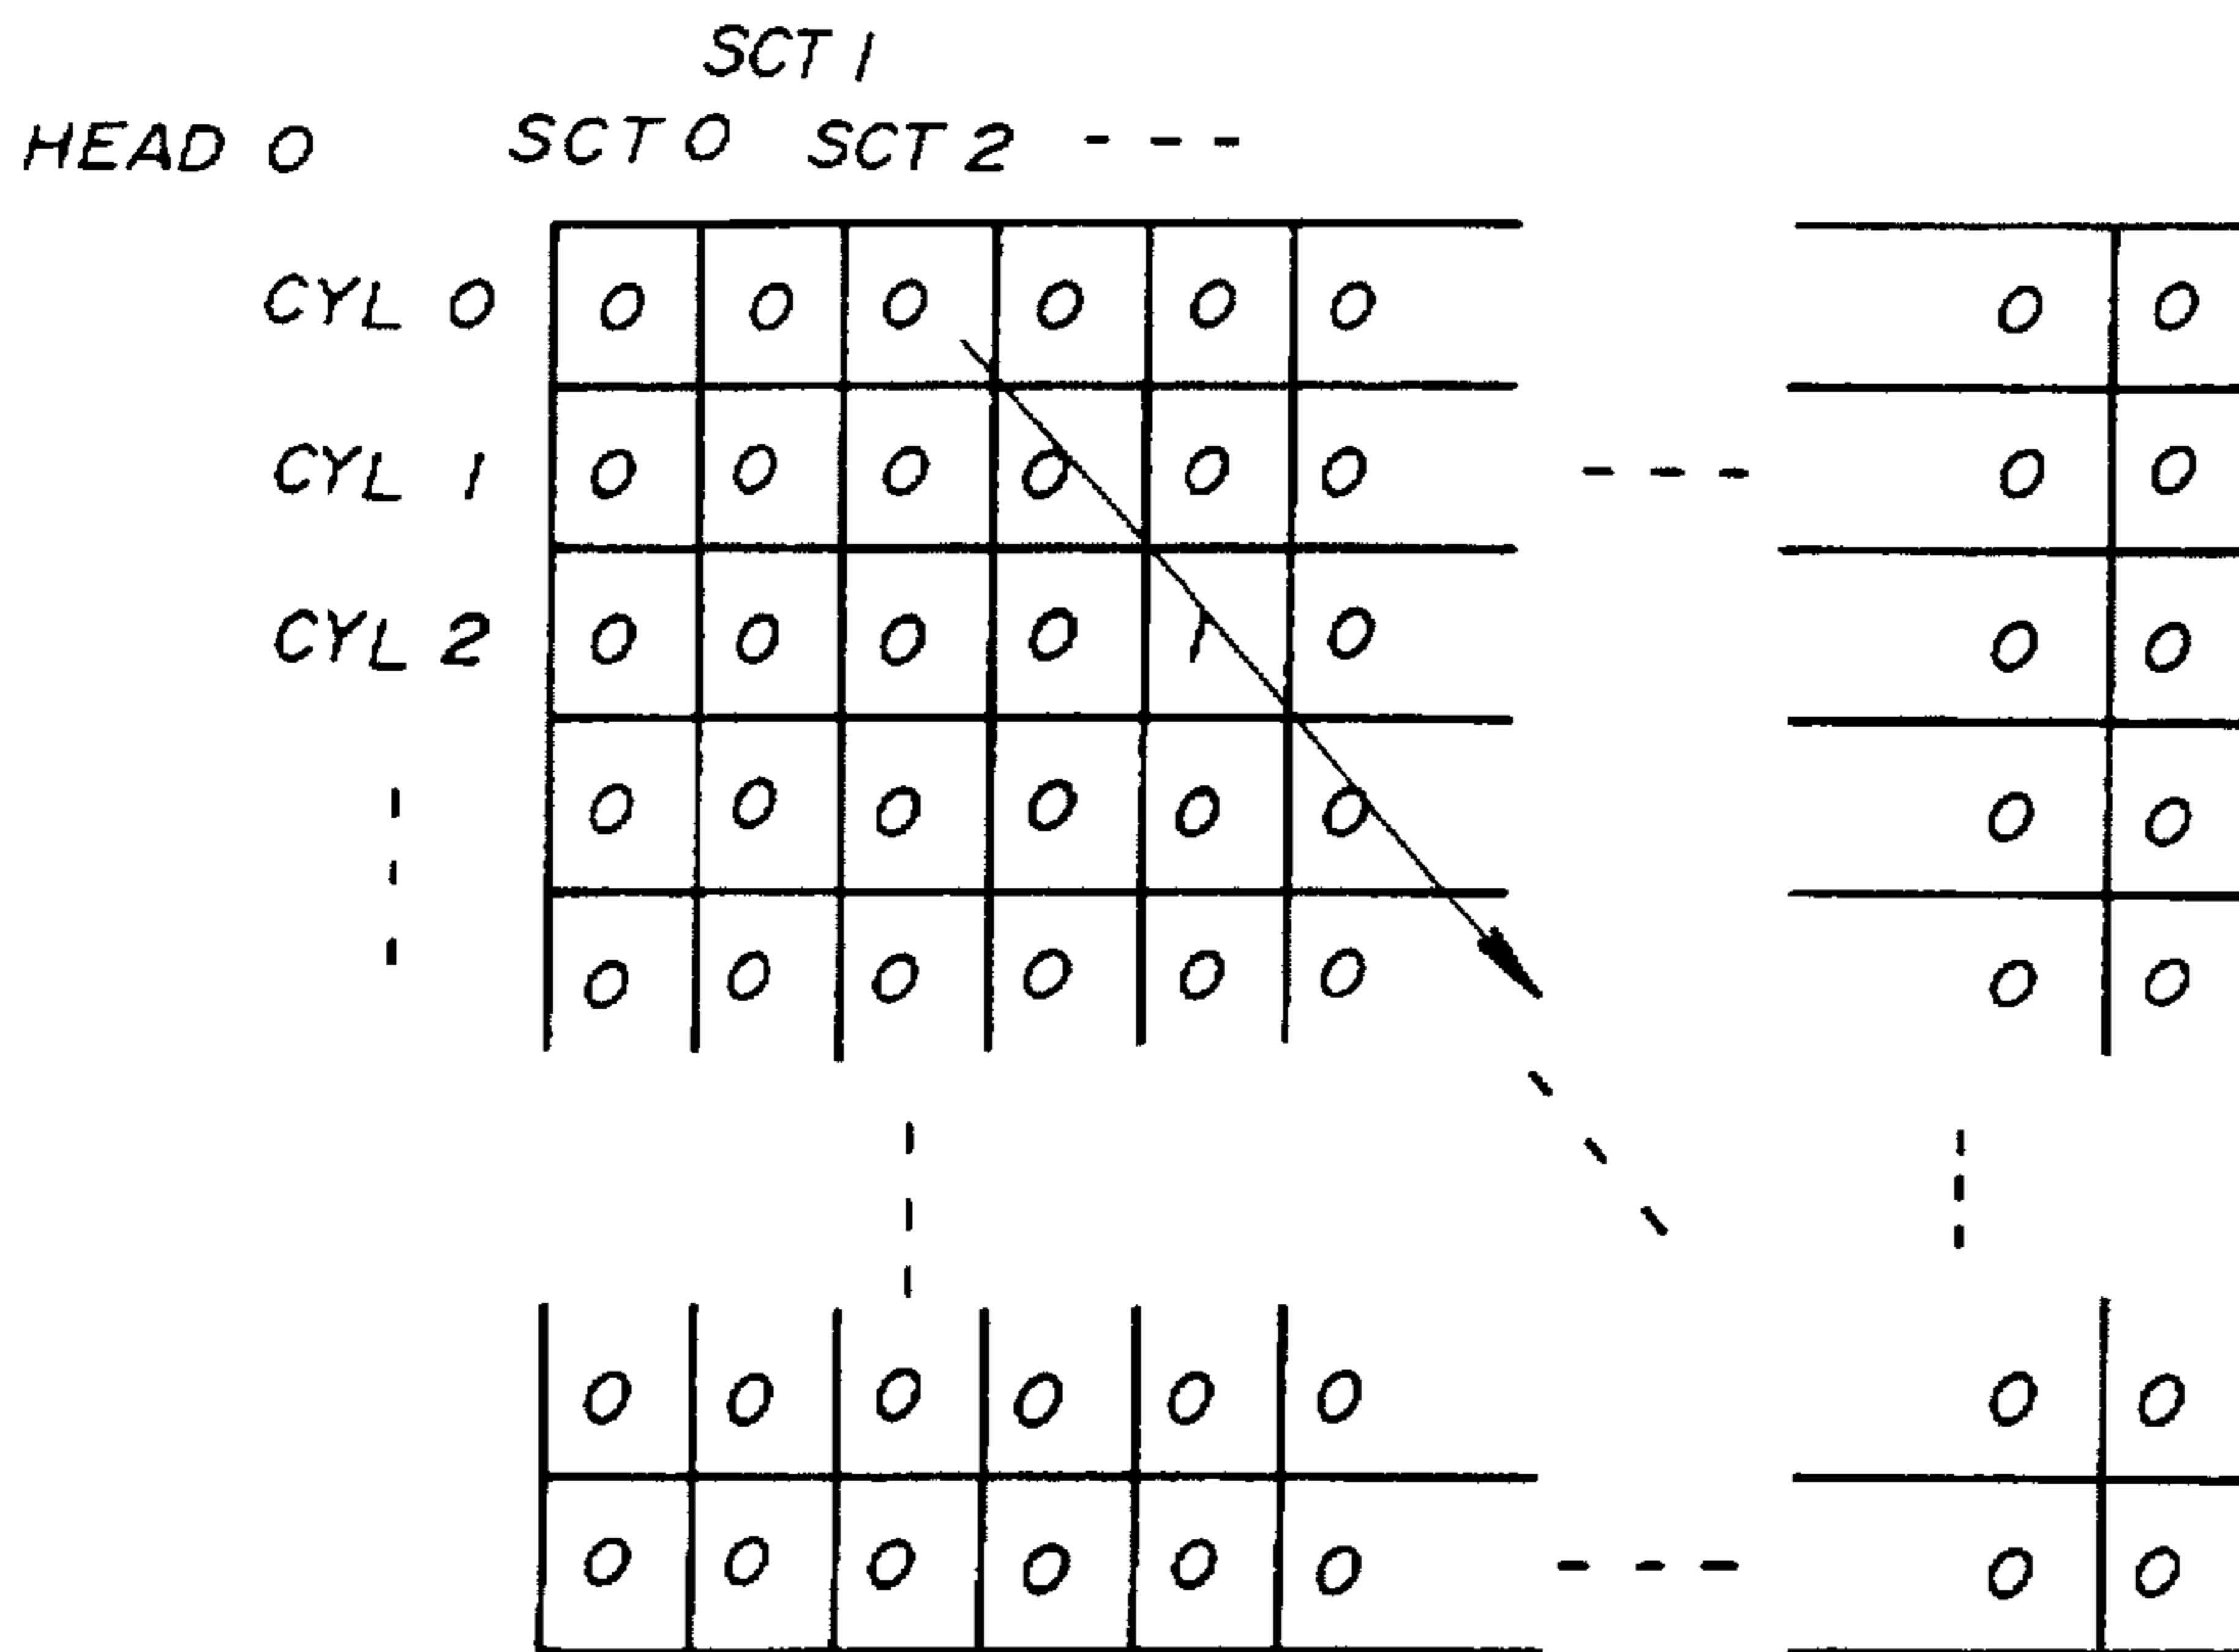 SCT 1
HEAD 0 SCT 0 SCT 2 ---
CYL 0 0 0 0 0 0 0 0 0
CYL 1 0 0 0 0 0 0 --- 0 0
CYL 2 0 0 0 0 1 0 0 0
0 0 0 0 0 0 0 0
0 0 0 0 0 0 0 0
0 0 0 0 0 0 0 0
0 0 0 0 0 0 --- 0 0